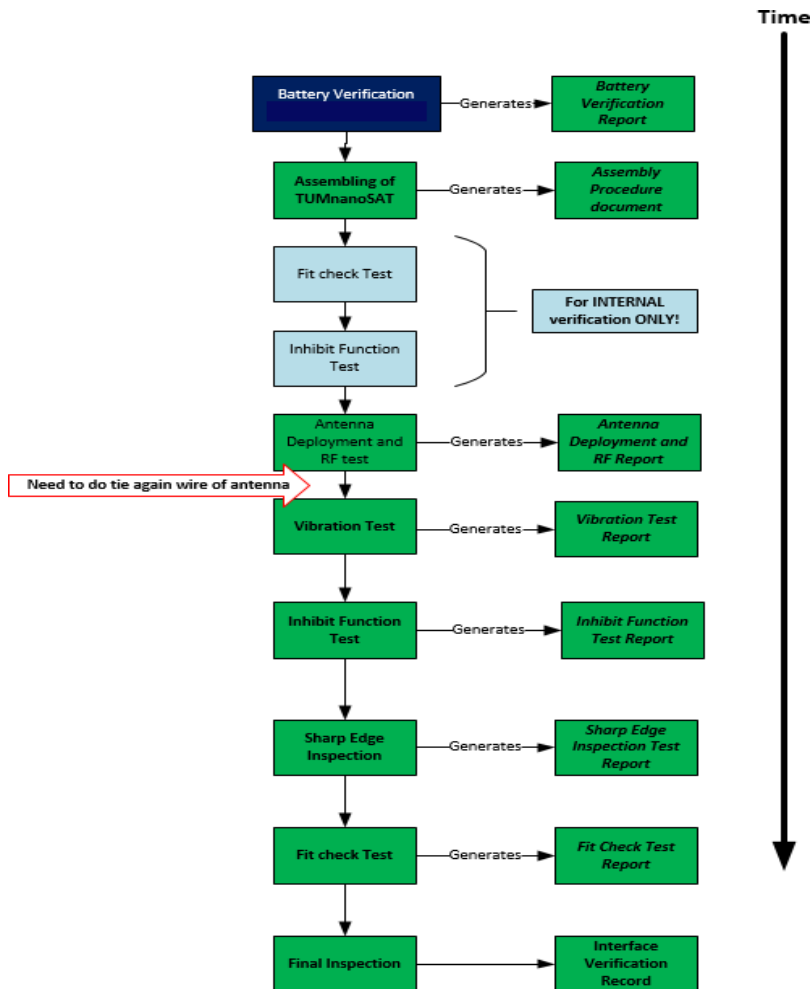 Time
Battery Verification
Generates
Battery
Verification
Report
Assembling of
TUMnanoSAT
Generates
Assembly
Procedure
document
Fit check Test
For INTERNAL
verification ONLY!
Inhibit Function
Test
Antenna
Deployment and
RF test
Generates
Antenna
Deployment and
RF Report
Need to do tie again wire of antenna
Vibration Test
Generates
Vibration Test
Report
Inhibit Function
Test
Generates
Inhibit Function
Test Report
Sharp Edge
Inspection
Generates
Sharp Edge
Inspection Test
Report
Fit check Test
Generates
Fit Check Test
Report
Final Inspection
Interface
Verification
Record